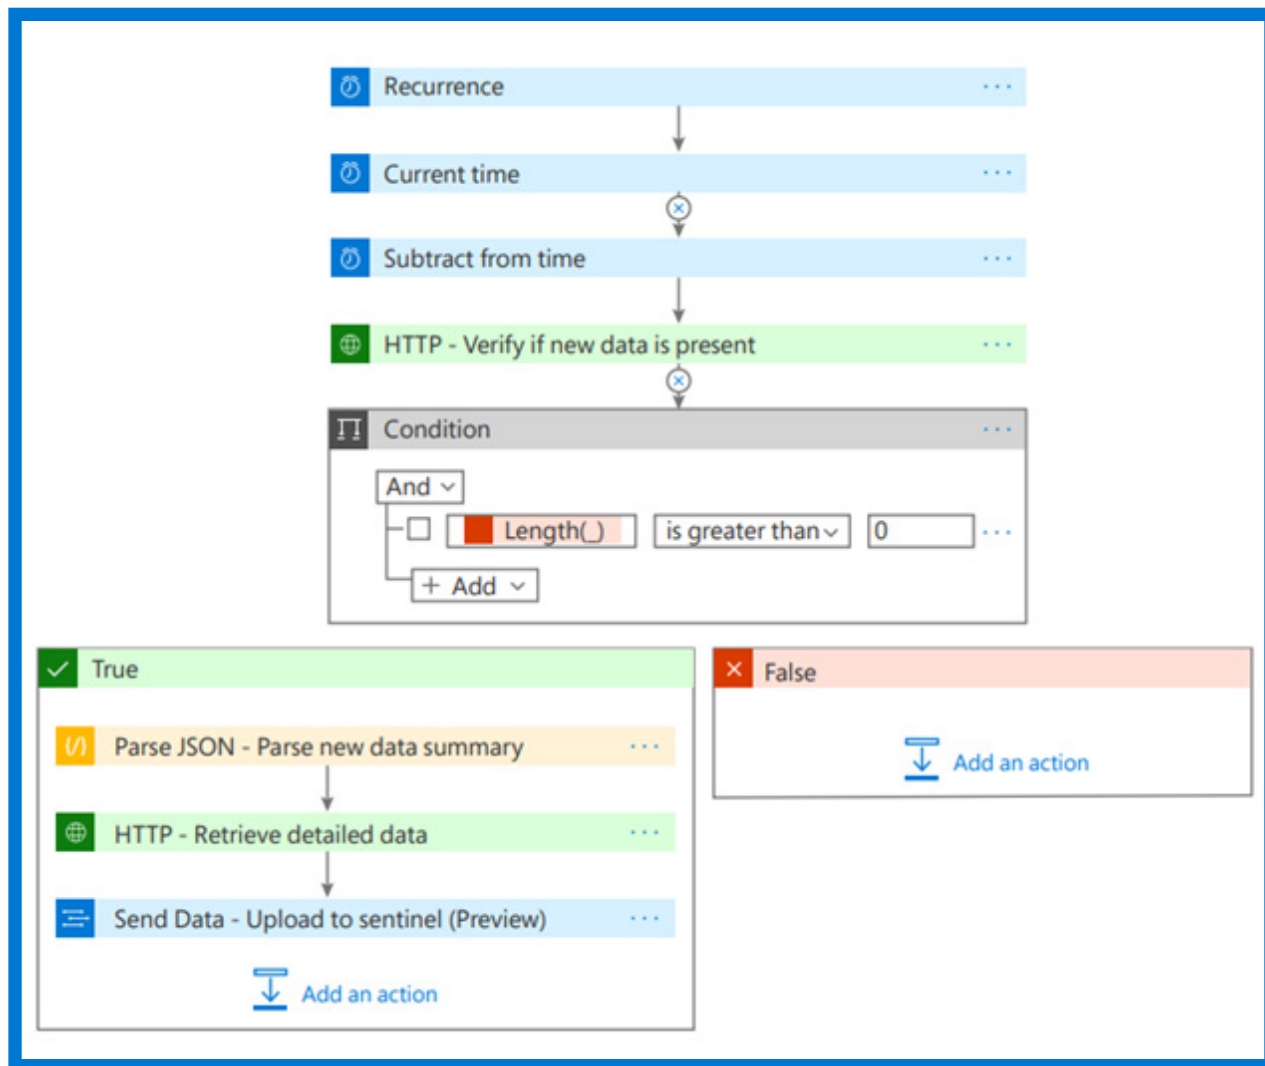 Recurrence
Current time
Subtract from time
HTTP - Verify if new data is present
Condition
And
Length(_) is greater than 0
+ Add
True
Parse JSON - Parse new data summary
HTTP - Retrieve detailed data
Send Data - Upload to sentinel (Preview)
Add an action
False
Add an action